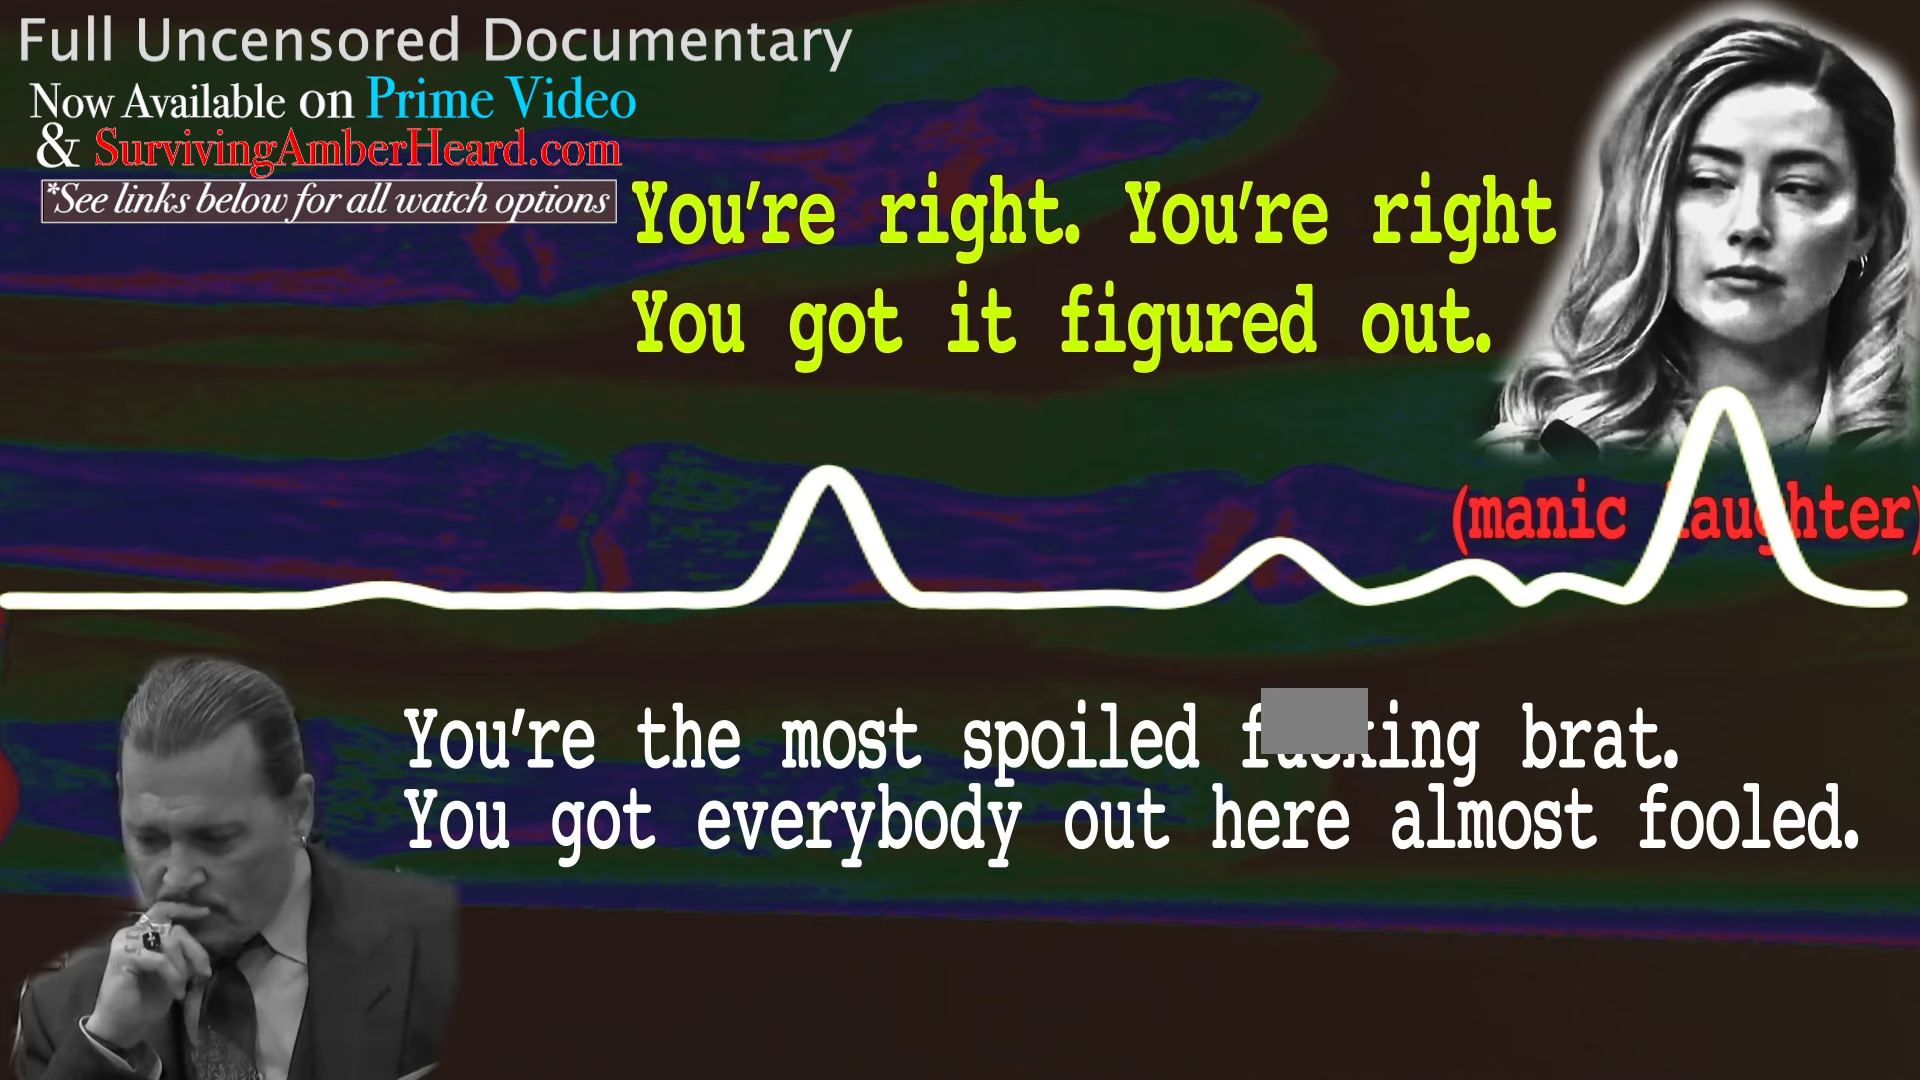 Full Uncensored Documentary
Now Available on Prime Video
& SurvivingAmberHeard.com
*See links below for all watch options
You're right. You're right
You got it figured out.
(manic laughter)
You're the most spoiled fucking brat.
You got everybody out here almost fooled.